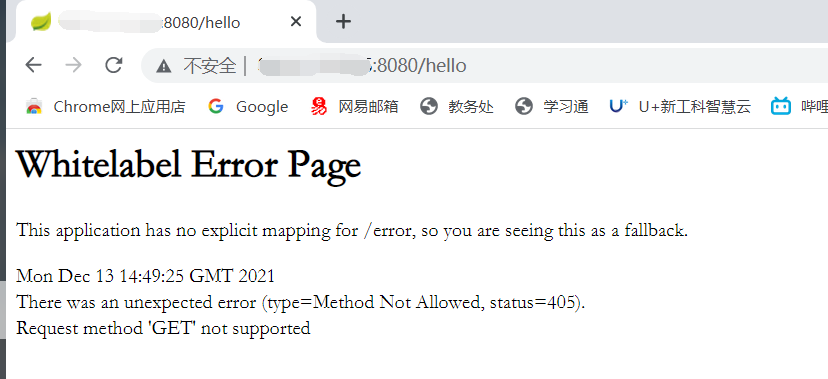 :8080/hello
不安全 | 5:8080/hello
Chrome网上应用店 Google 网易邮箱 教务处 学习通 U+新工科智慧云 哔哩
Whitelabel Error Page
This application has no explicit mapping for /error, so you are seeing this as a fallback.
Mon Dec 13 14:49:25 GMT 2021
There was an unexpected error (type=Method Not Allowed, status=405).
Request method 'GET' not supported